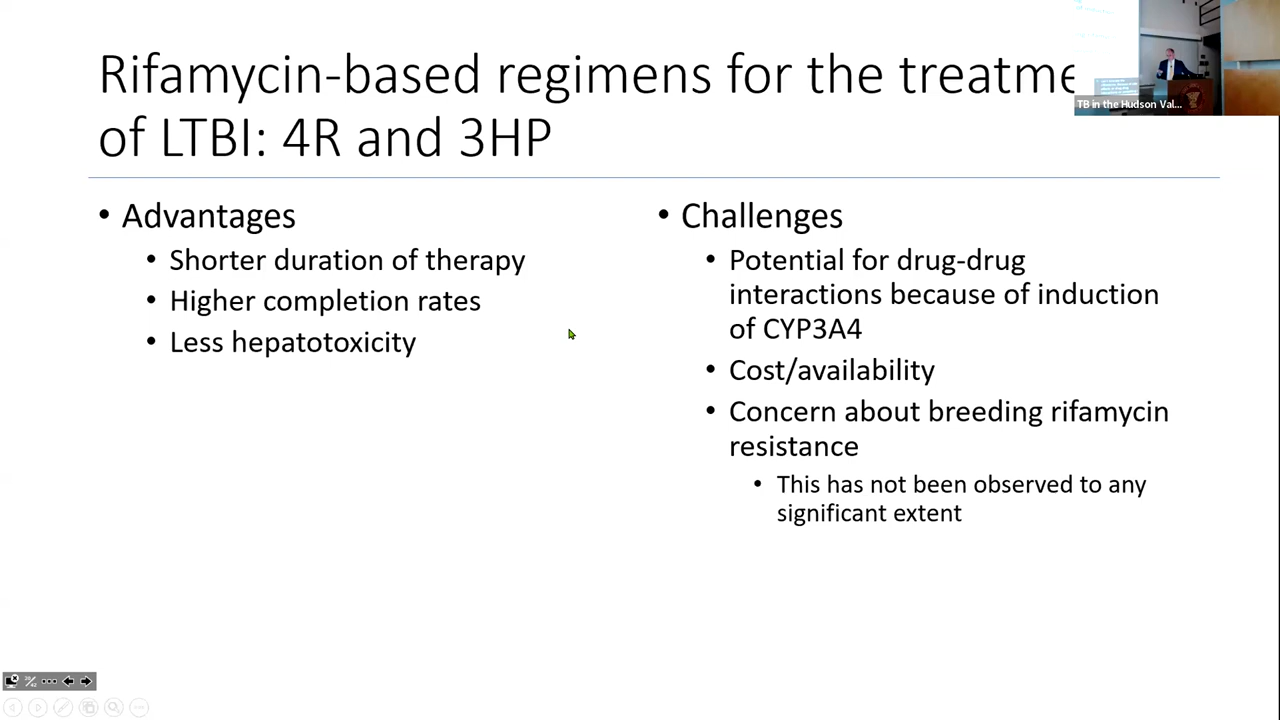 Rifamycin-based regimens for the treatme
of LTBI: 4R and 3HP
TB in the Hudson Val...
• Advantages
• Shorter duration of therapy
• Higher completion rates
• Less hepatotoxicity
• Challenges
• Potential for drug-drug
interactions because of induction
of CYP3A4
• Cost/availability
• Concern about breeding rifamycin
resistance
• This has not been observed to any
significant extent